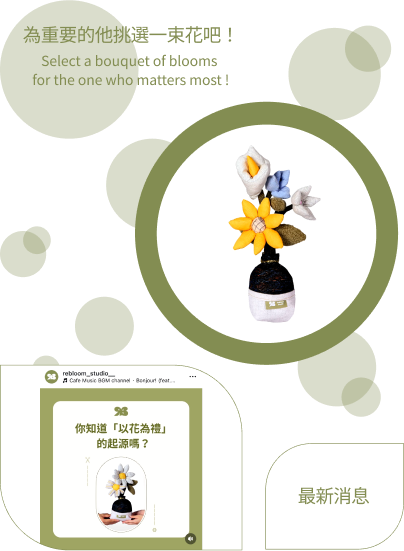 為重要的他挑選一束花吧！
Select a bouquet of blooms
for the one who matters most !
rebloom_studio__
Cafe Music BGM channel · Bonjour! (feat....
你知道「以花為禮」
的起源嗎？
最新消息